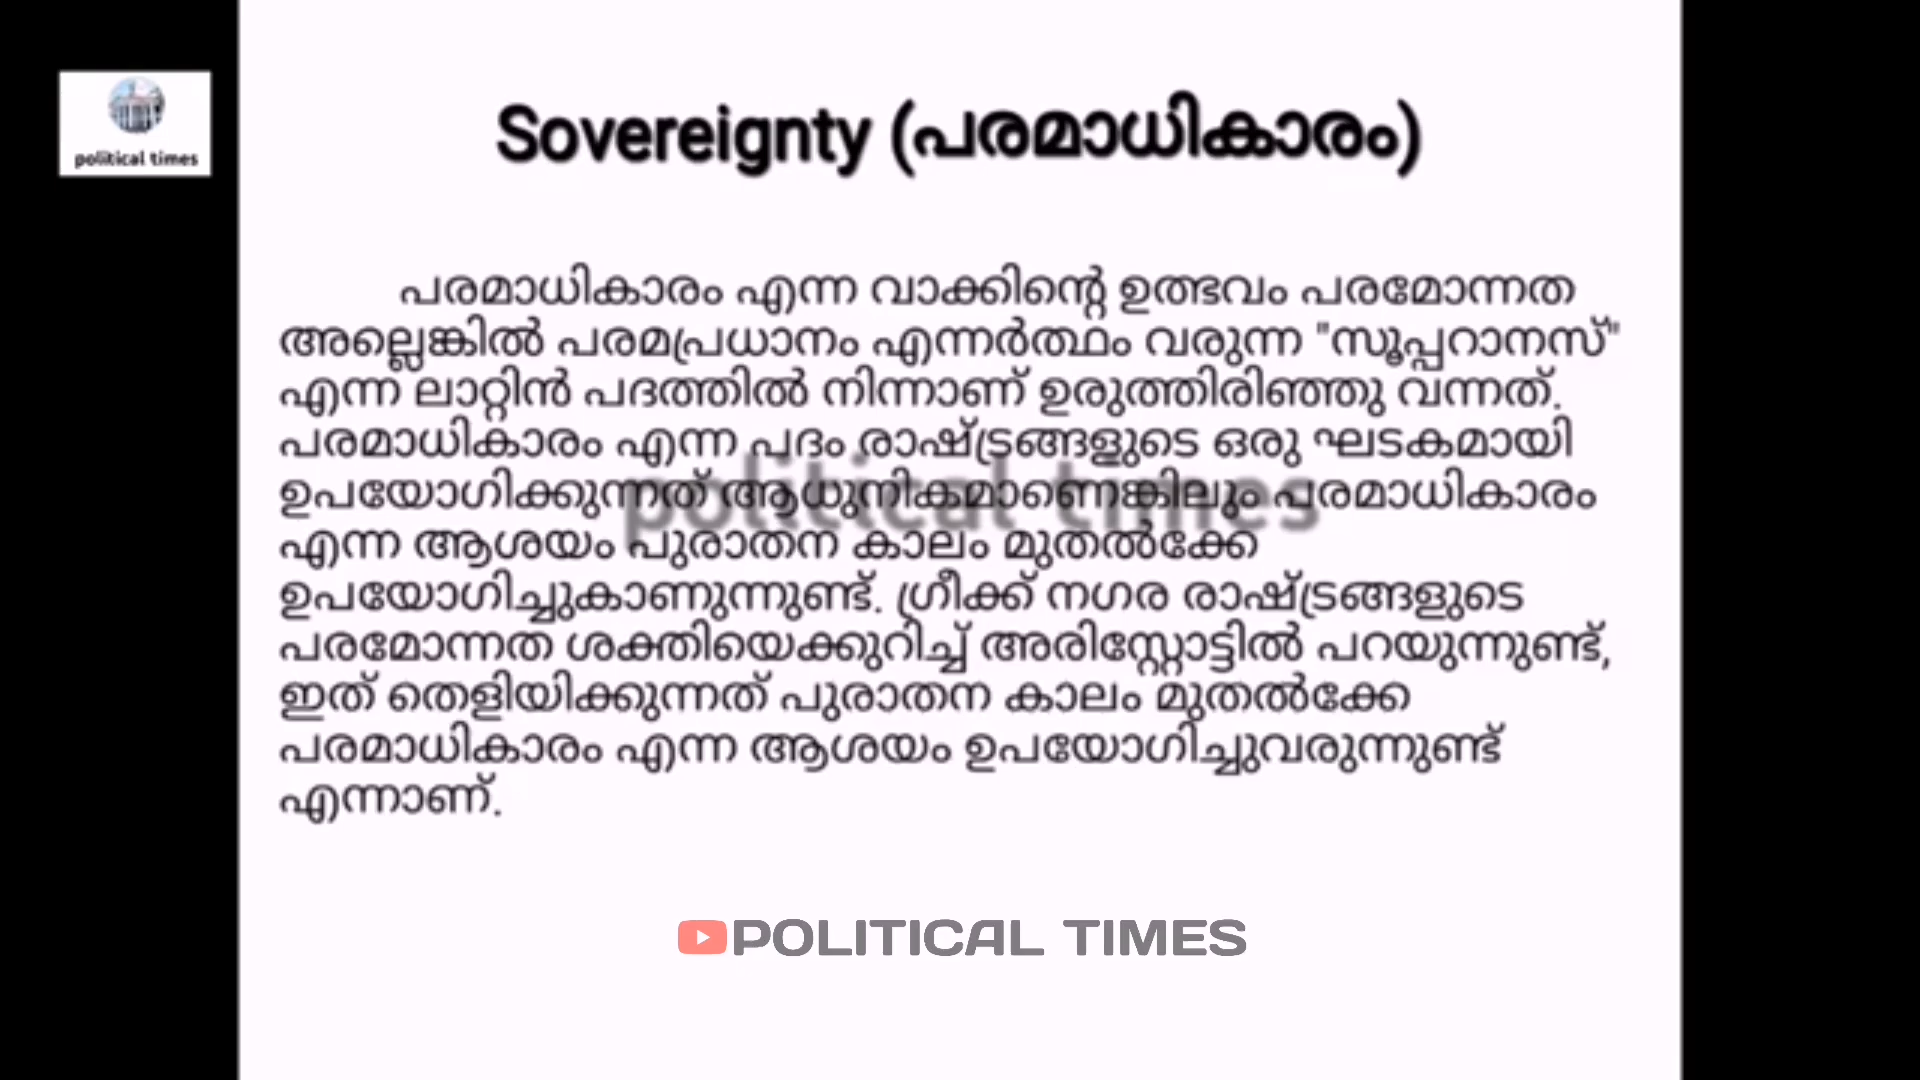 political times
Sovereignty (പരമാധികാരം)
പരമാധികാരം എന്ന വാക്കിന്റെ ഉത്ഭവം പരമോന്നത
അല്ലെങ്കിൽ പരമപ്രധാനം എന്നർത്ഥം വരുന്ന "സൂപ്പറാനസ്"
എന്ന ലാറ്റിൻ പദത്തിൽ നിന്നാണ് ഉരുത്തിരിഞ്ഞു വന്നത്.
പരമാധികാരം എന്ന പദം രാഷ്ട്രങ്ങളുടെ ഒരു ഘടകമായി
ഉപയോഗിക്കുന്നത് ആധുനികമാണെങ്കിലും പരമാധികാരം
political times
എന്ന ആശയം പുരാതന കാലം മുതൽക്കേ
ഉപയോഗിച്ചുകാണുന്നുണ്ട്. ഗ്രീക്ക് നഗര രാഷ്ട്രങ്ങളുടെ
പരമോന്നത ശക്തിയെക്കുറിച്ച് അരിസ്റ്റോട്ടിൽ പറയുന്നുണ്ട്,
ഇത് തെളിയിക്കുന്നത് പുരാതന കാലം മുതൽക്കേ
പരമാധികാരം എന്ന ആശയം ഉപയോഗിച്ചുവരുന്നുണ്ട്
എന്നാണ്.
POLITICAL TIMES